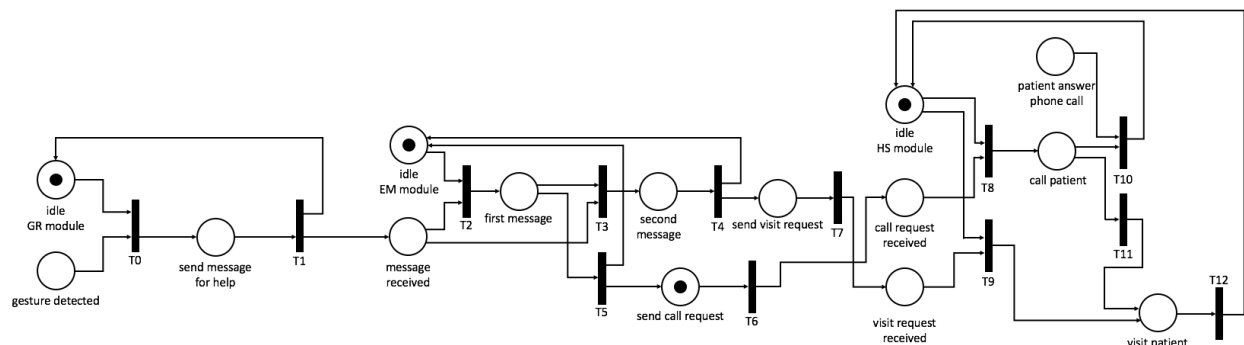 patient answer
phone call
idle
HS module
T8
call patient
T10
idle
EM module
T2
first message
T3
second
message
T4
send visit request
T7
call request
received
T9
T11
idle
GR module
T0
send message
for help
T1
message
received
gesture detected
T5
send call request
T6
visit request
received
T12
visit patient